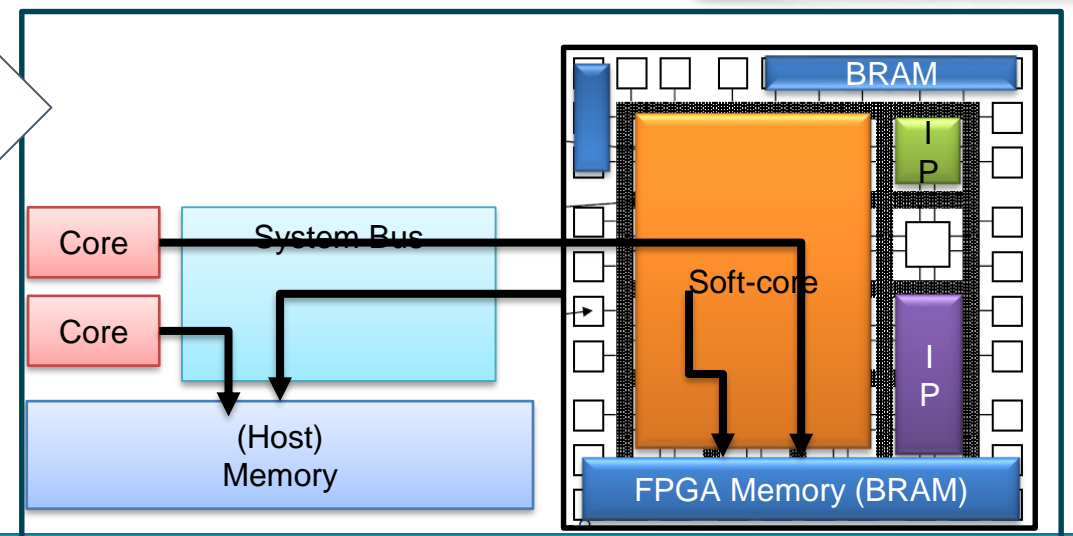 BRAM
I
P
Core
System Bus
Soft-core
Core
I
P
(Host)
Memory
FPGA Memory (BRAM)